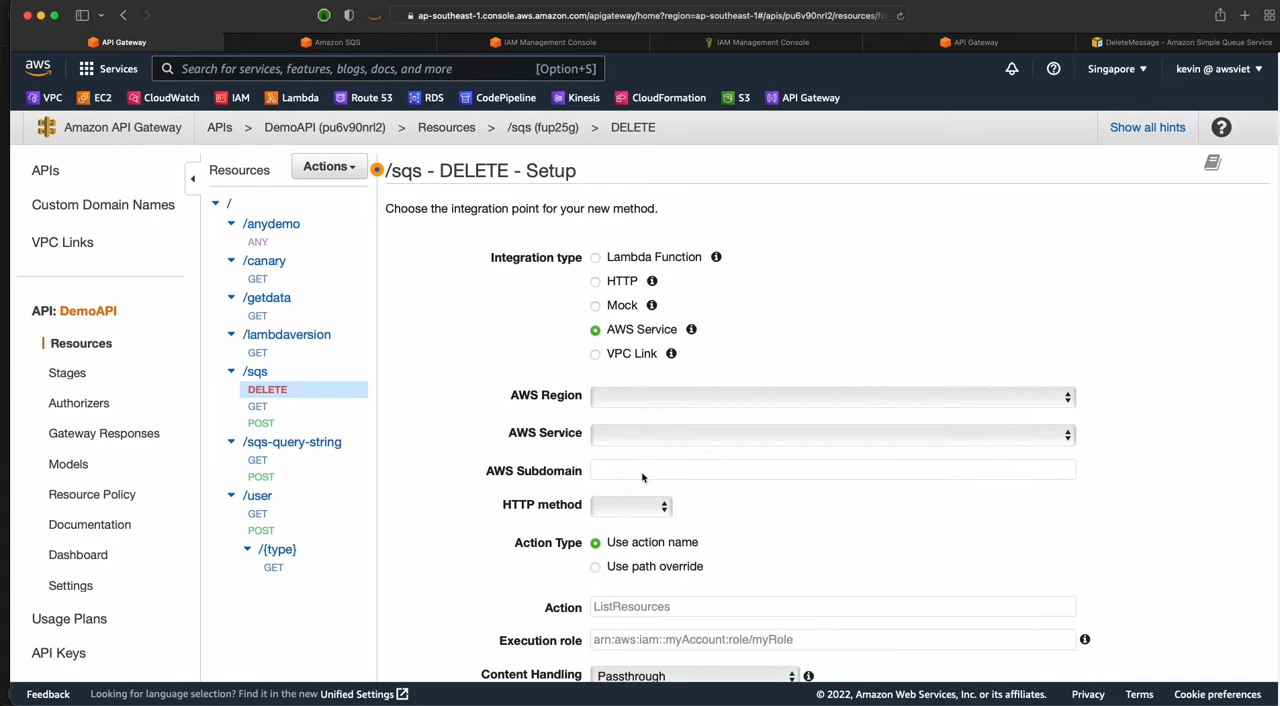 ap-southeast-1.console.aws.amazon.com/apigateway/home?region=ap-southeast-1#/apis/pu6v90nrl2/resources/fu
API Gateway
Amazon SQS
IAM Management Console
IAM Management Console
API Gateway
DeleteMessage - Amazon Simple Queue Service
aws
Services
Search for services, features, blogs, docs, and more
[Option+S]
Singapore
kevin @ awsviet
VPC
EC2
CloudWatch
IAM
Lambda
Route 53
RDS
CodePipeline
Kinesis
CloudFormation
S3
API Gateway
Amazon API Gateway
APIs > DemoAPI (pu6v90nrl2) > Resources > /sqs (fup25g) > DELETE
Show all hints
APIs
Custom Domain Names
VPC Links
API: DemoAPI
Resources
Stages
Authorizers
Gateway Responses
Models
Resource Policy
Documentation
Dashboard
Settings
Usage Plans
API Keys
Resources
Actions
/
/anydemo
ANY
/canary
GET
/getdata
GET
/lambdaversion
GET
/sqs
DELETE
GET
POST
/sqs-query-string
GET
POST
/user
GET
POST
/{type}
GET
/sqs - DELETE - Setup
Choose the integration point for your new method.
Integration type
Lambda Function
HTTP
Mock
AWS Service
VPC Link
AWS Region
AWS Service
AWS Subdomain
HTTP method
Action Type
Use action name
Use path override
Action
ListResources
Execution role
arn:aws:iam::myAccount:role/myRole
Content Handling
Passthrough
Feedback
Looking for language selection? Find it in the new Unified Settings
© 2022, Amazon Web Services, Inc. or its affiliates.
Privacy
Terms
Cookie preferences